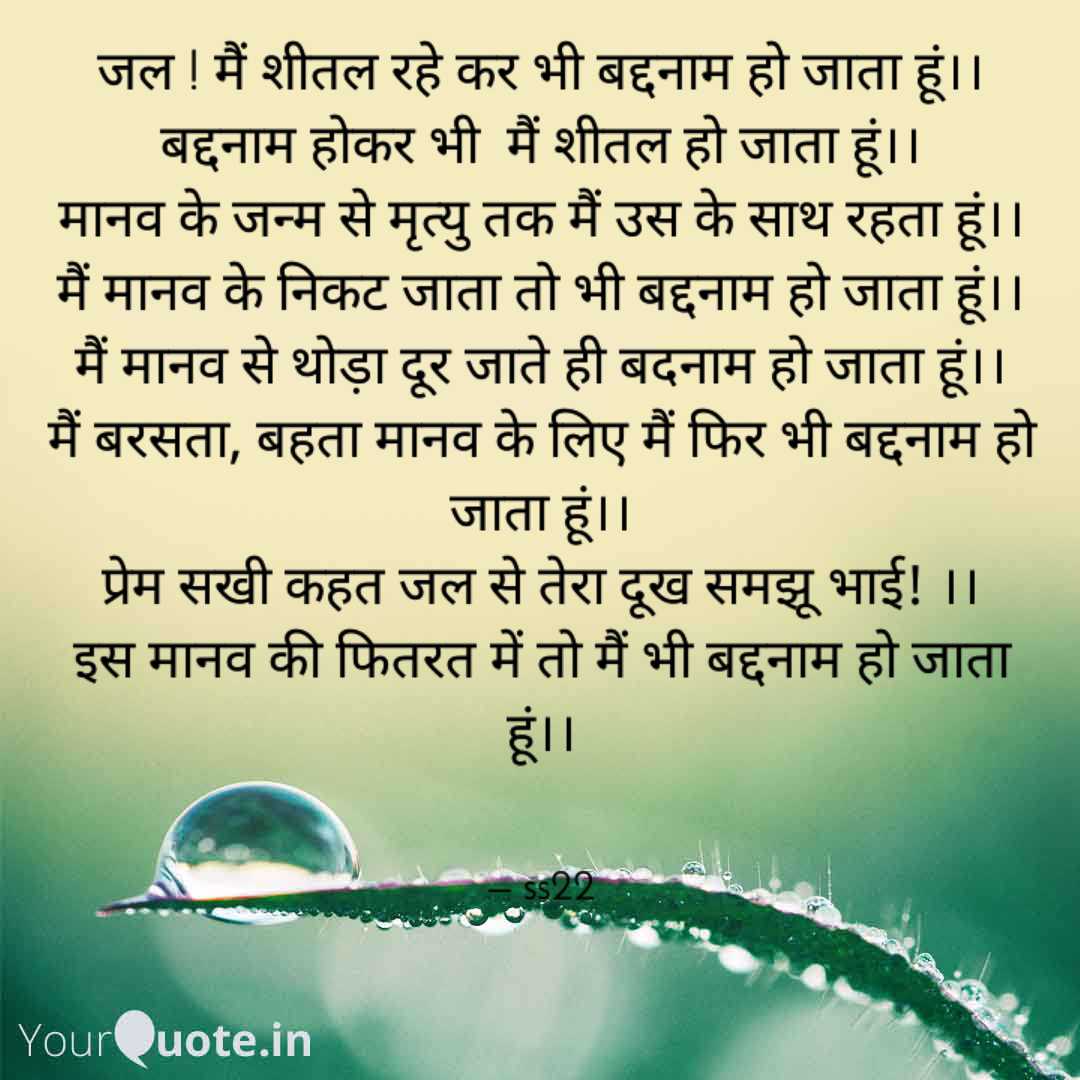 जल ! मैं शीतल रहे कर भी बद्दनाम हो जाता हूं।।
बद्दनाम होकर भी  मैं शीतल हो जाता हूं।।
मानव के जन्म से मृत्यु तक मैं उस के साथ रहता हूं।।
मैं मानव के निकट जाता तो भी बद्दनाम हो जाता हूं।।
मैं मानव से थोड़ा दूर जाते ही बदनाम हो जाता हूं।।
मैं बरसता, बहता मानव के लिए मैं फिर भी बद्दनाम हो
जाता हूं।।
प्रेम सखी कहत जल से तेरा दूख समझू भाई! ।।
इस मानव की फितरत में तो मैं भी बद्दनाम हो जाता
हूं।।
– ss22
YourQuote.in